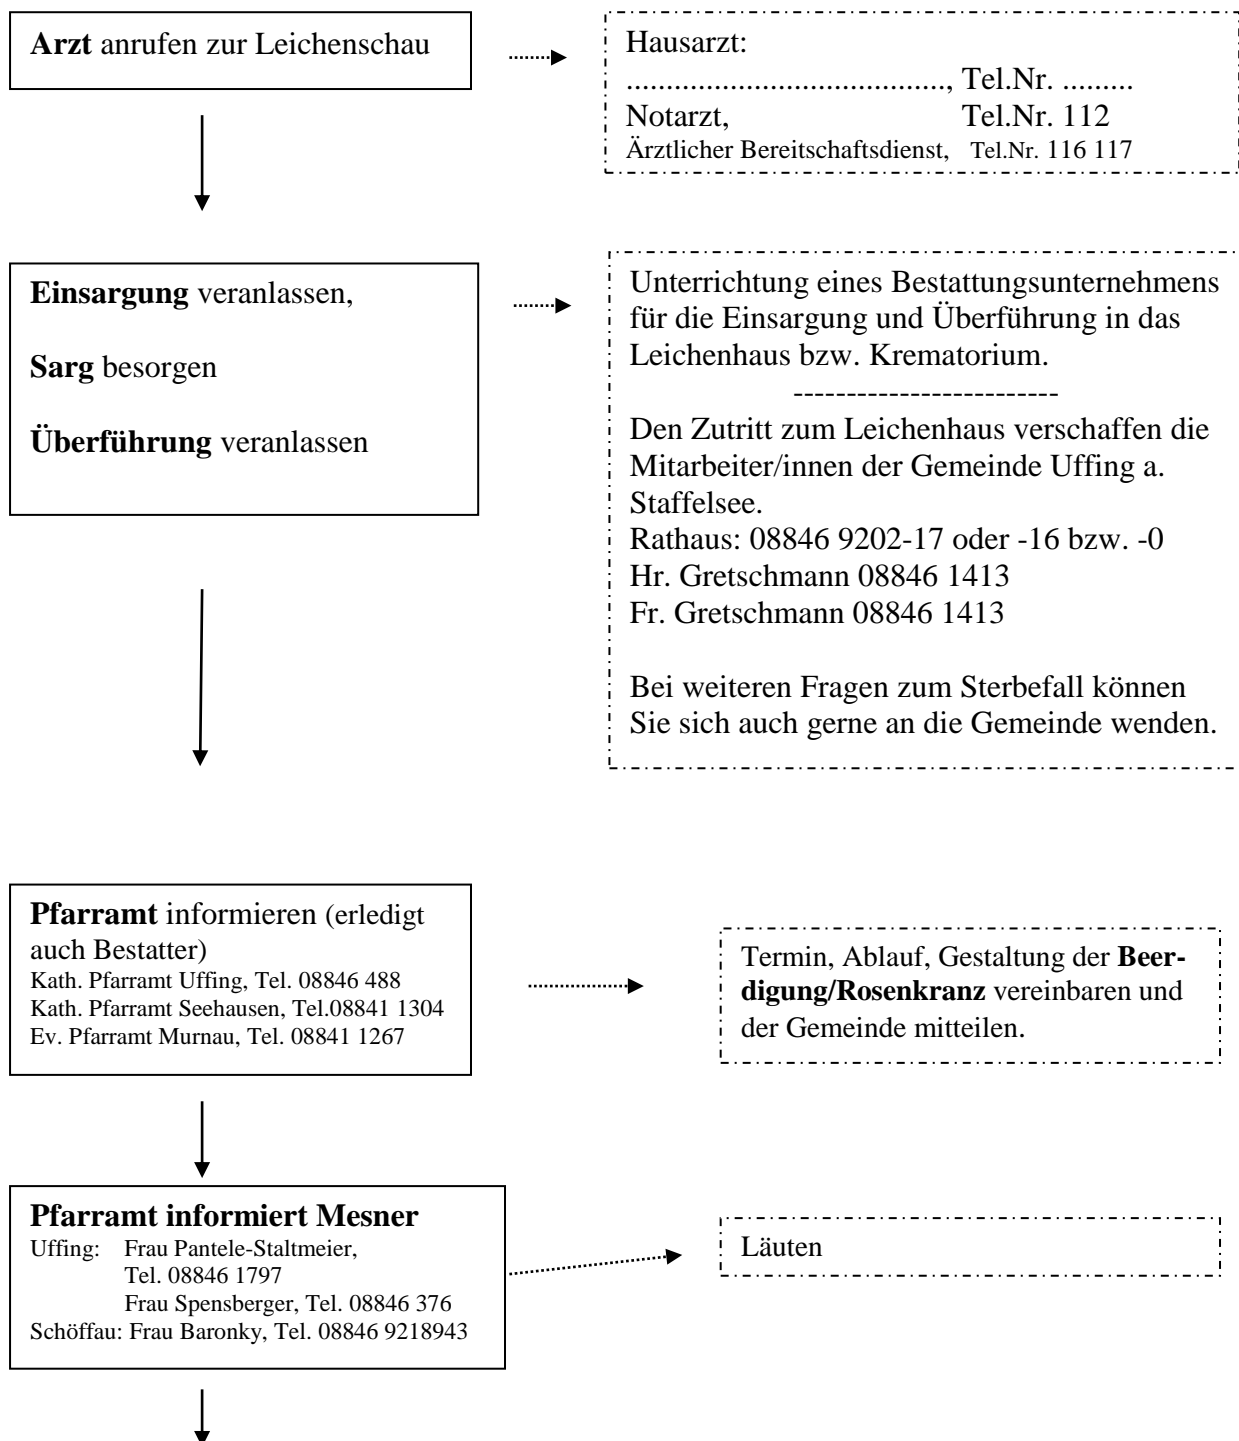 Arzt anrufen zur Leichenschau
Hausarzt:
........................................, Tel.Nr. .........
Notarzt, Tel.Nr. 112
Ärztlicher Bereitschaftsdienst, Tel.Nr. 116 117
Einsargung veranlassen,
Sarg besorgen
Überführung veranlassen
Unterrichtung eines Bestattungsunternehmens
für die Einsargung und Überführung in das
Leichenhaus bzw. Krematorium.
-------------------------
Den Zutritt zum Leichenhaus verschaffen die
Mitarbeiter/innen der Gemeinde Uffing a.
Staffelsee.
Rathaus: 08846 9202-17 oder -16 bzw. -0
Hr. Gretschmann 08846 1413
Fr. Gretschmann 08846 1413
Bei weiteren Fragen zum Sterbefall können
Sie sich auch gerne an die Gemeinde wenden.
Pfarramt informieren (erledigt
auch Bestatter)
Kath. Pfarramt Uffing, Tel. 08846 488
Kath. Pfarramt Seehausen, Tel.08841 1304
Ev. Pfarramt Murnau, Tel. 08841 1267
Termin, Ablauf, Gestaltung der Beer-
digung/Rosenkranz vereinbaren und
der Gemeinde mitteilen.
Pfarramt informiert Mesner
Uffing: Frau Pantele-Staltmeier,
Tel. 08846 1797
Frau Spensberger, Tel. 08846 376
Schöffau: Frau Baronky, Tel. 08846 9218943
Läuten